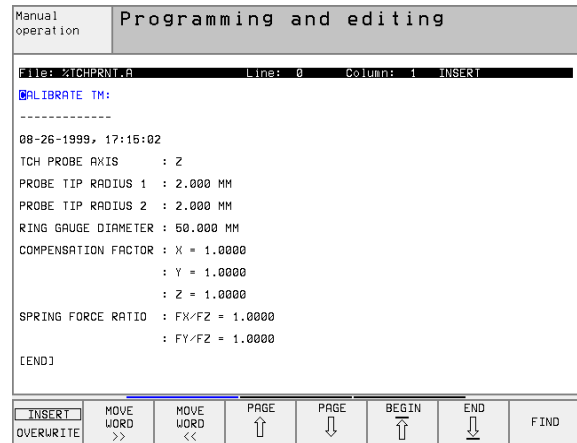 Manual
operation
Programming and editing
File: %TCHPRNT.A Line: 0 Column: 1 INSERT
CALIBRATE TM:
-------------
08-26-1999, 17:15:02
TCH PROBE AXIS : Z
PROBE TIP RADIUS 1 : 2.000 MM
PROBE TIP RADIUS 2 : 2.000 MM
RING GAUGE DIAMETER : 50.000 MM
COMPENSATION FACTOR : X = 1.0000
: Y = 1.0000
: Z = 1.0000
SPRING FORCE RATIO : FX/FZ = 1.0000
: FY/FZ = 1.0000
[END]
INSERT
OVERWRITE
MOVE
WORD
>>
MOVE
WORD
<<
PAGE
⇧
PAGE
⇩
BEGIN
⇧
END
⇩
FIND